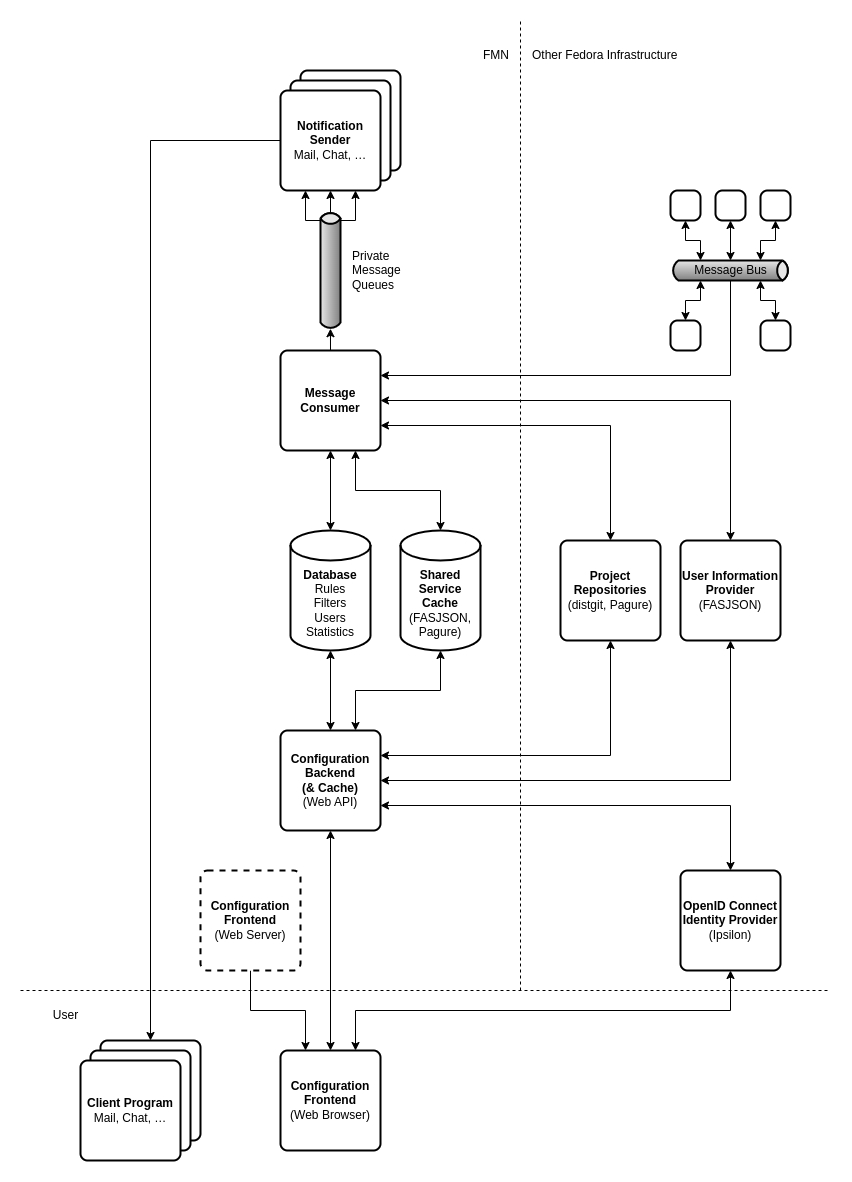 FMN
Other Fedora Infrastructure
Notification
Sender
Mail, Chat, …
Private
Message
Queues
Message Bus
Message
Consumer
Database
Rules
Filters
Users
Statistics
Shared
Service
Cache
(FASJSON,
Pagure)
Project
Repositories
(distgit, Pagure)
User Information
Provider
(FASJSON)
Configuration
Backend
(& Cache)
(Web API)
Configuration
Frontend
(Web Server)
OpenID Connect
Identity Provider
(Ipsilon)
User
Client Program
Mail, Chat, …
Configuration
Frontend
(Web Browser)